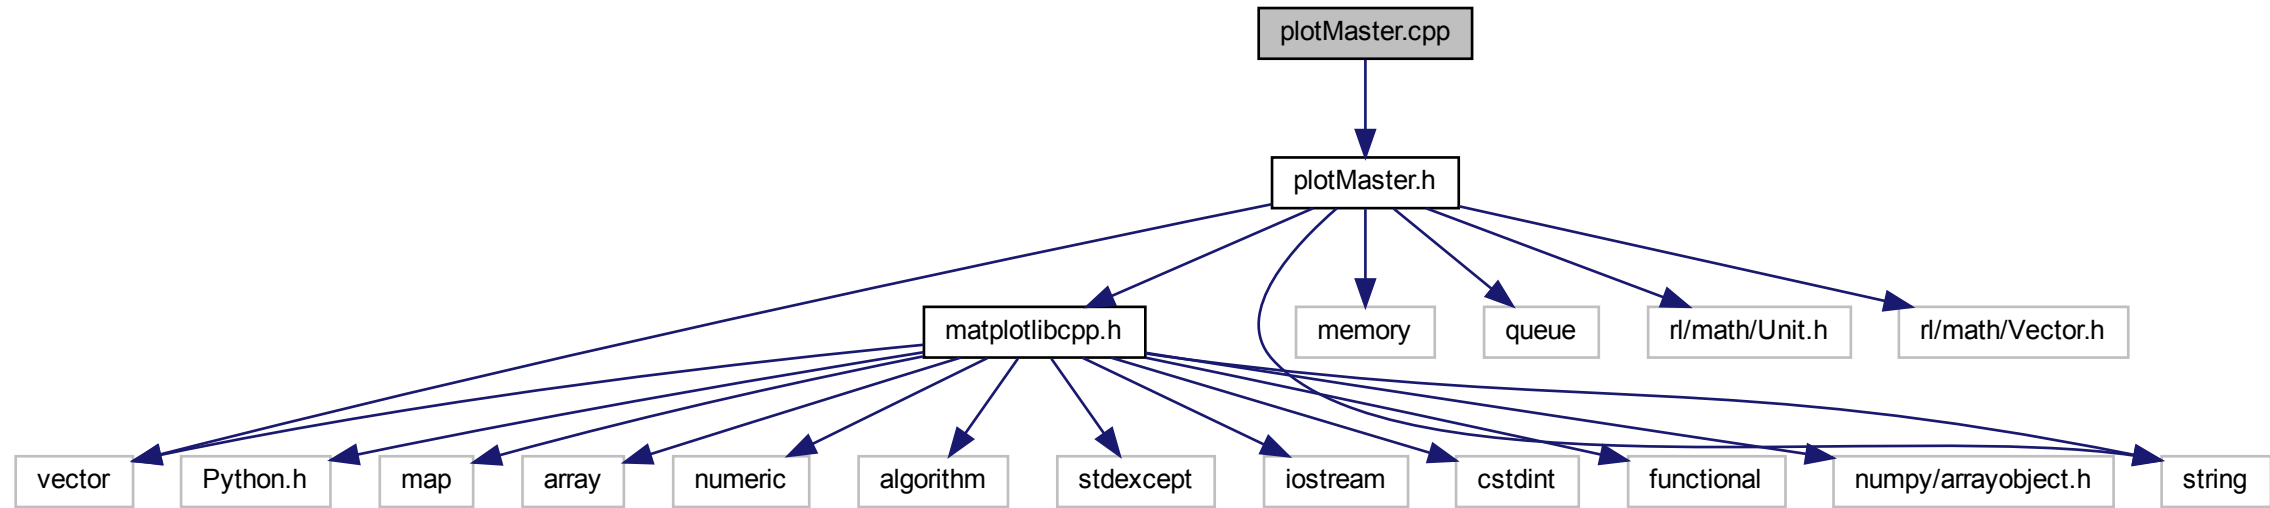 plotMaster.cpp
plotMaster.h
matplotlibcpp.h
memory
queue
rl/math/Unit.h
rl/math/Vector.h
vector
Python.h
map
array
numeric
algorithm
stdexcept
iostream
cstdint
functional
numpy/arrayobject.h
string